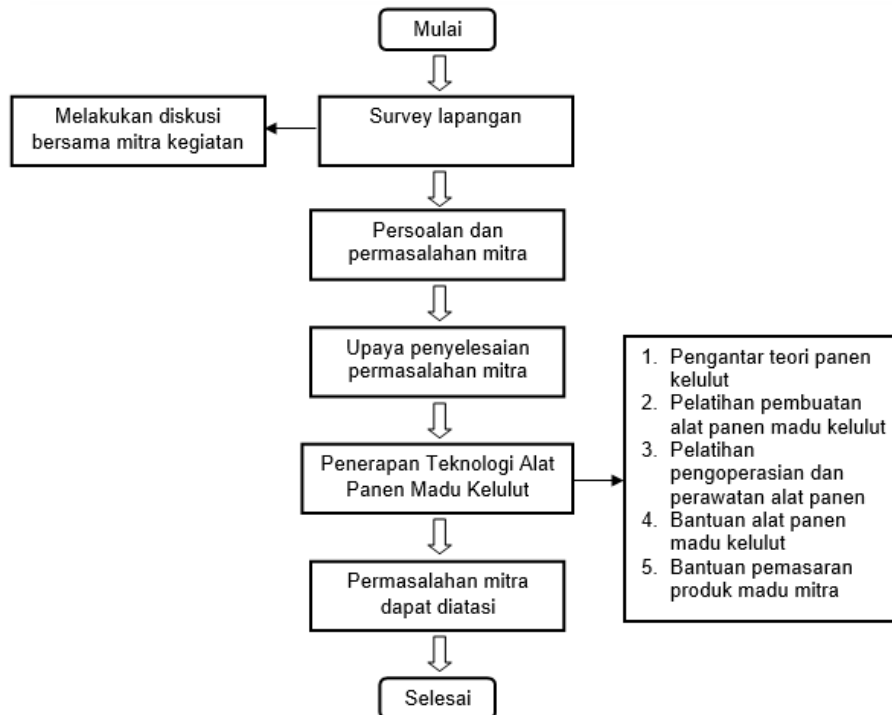 Mulai
Melakukan diskusi
bersama mitra kegiatan
Survey lapangan
Persoalan dan
permasalahan mitra
Upaya penyelesaian
permasalahan mitra
Penerapan Teknologi Alat
Panen Madu Kelulut
1. Pengantar teori panen
kelulut
2. Pelatihan pembuatan
alat panen madu kelulut
3. Pelatihan
pengoperasian dan
perawatan alat panen
4. Bantuan alat panen
madu kelulut
5. Bantuan pemasaran
produk madu mitra
Permasalahan mitra
dapat diatasi
Selesai